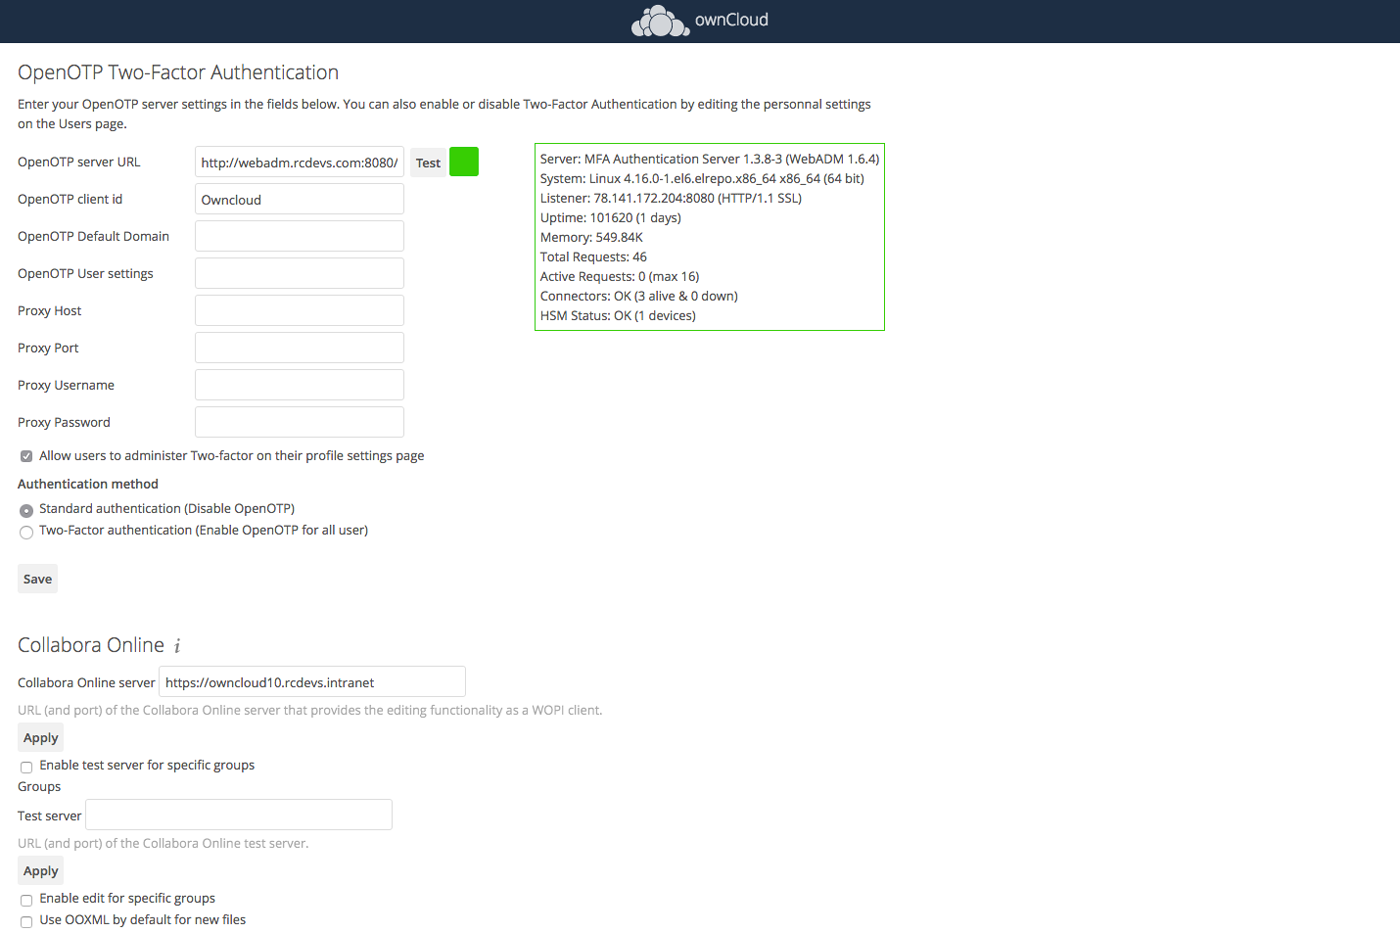 ownCloud
OpenOTP Two-Factor Authentication
Enter your OpenOTP server settings in the fields below. You can also enable or disable Two-Factor Authentication by editing the personnal settings
on the Users page.
OpenOTP server URL http://webadm.rcdevs.com:8080/ Test
OpenOTP client id Owncloud
OpenOTP Default Domain
OpenOTP User settings
Proxy Host
Proxy Port
Proxy Username
Proxy Password
Server: MFA Authentication Server 1.3.8-3 (WebADM 1.6.4)
System: Linux 4.16.0-1.el6.elrepo.x86_64 x86_64 (64 bit)
Listener: 78.141.172.204:8080 (HTTP/1.1 SSL)
Uptime: 101620 (1 days)
Memory: 549.84K
Total Requests: 46
Active Requests: 0 (max 16)
Connectors: OK (3 alive & 0 down)
HSM Status: OK (1 devices)
Allow users to administer Two-factor on their profile settings page
Authentication method
Standard authentication (Disable OpenOTP)
Two-Factor authentication (Enable OpenOTP for all user)
Save
Collabora Online i
Collabora Online server https://owncloud10.rcdevs.intranet
URL (and port) of the Collabora Online server that provides the editing functionality as a WOPI client.
Apply
Enable test server for specific groups
Groups
Test server
URL (and port) of the Collabora Online test server.
Apply
Enable edit for specific groups
Use OOXML by default for new files